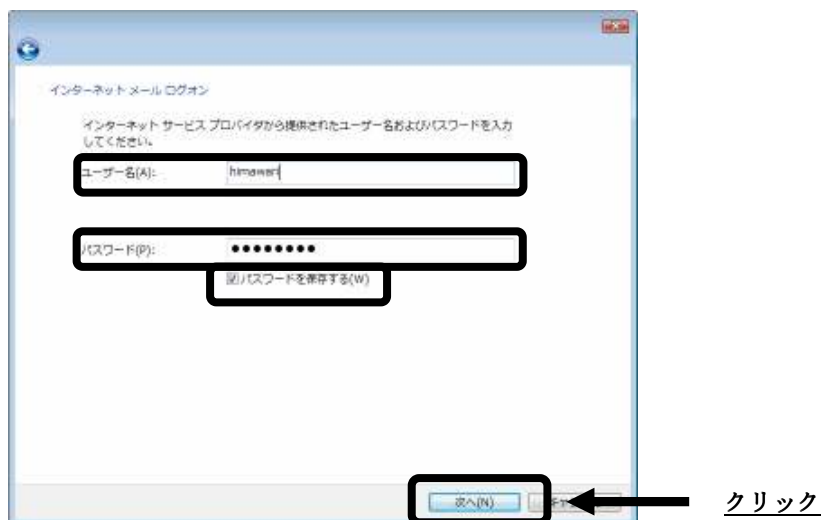 インターネット メール ログオン
インターネット サービス プロバイダから提供されたユーザー名およびパスワードを入力
してください。
ユーザー名(A): himawari
パスワード(P): ●●●●●●●●
☑パスワードを保存する(W)
次へ(N)
クリック